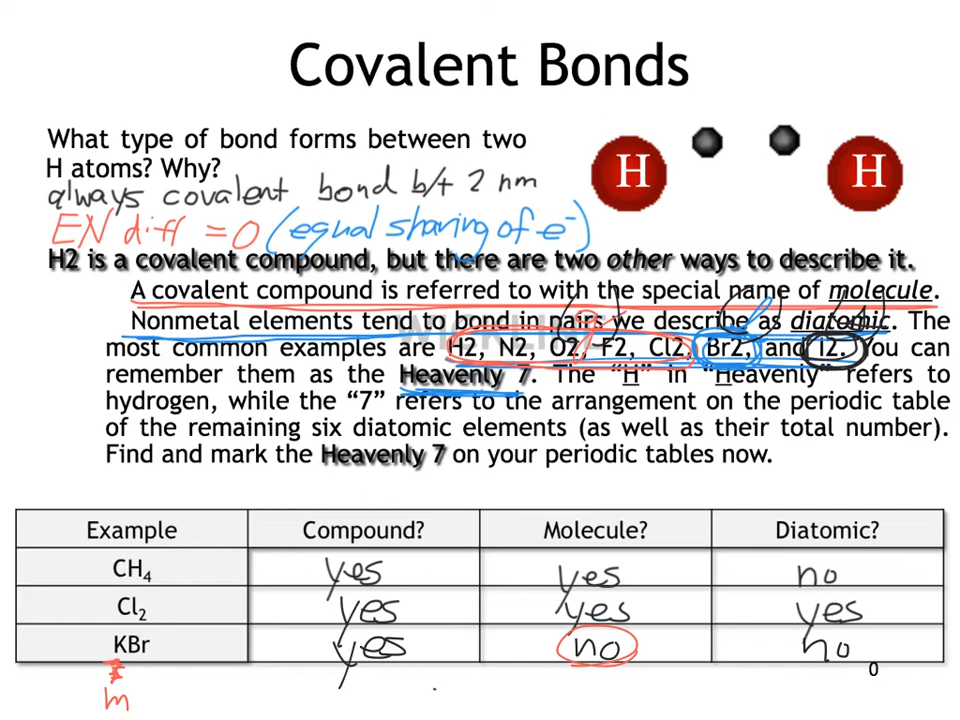 Covalent Bonds
What type of bond forms between two
H atoms? Why?
H H
always covalent bond b/t 2 nm
EN diff = 0 (equal sharing of e⁻)
H2 is a covalent compound, but there are two other ways to describe it.
A covalent compound is referred to with the special name of molecule.
Nonmetal elements tend to bond in pairs we describe as diatomic. The
(g) (l) (s)
most common examples are H2, N2, O2, F2, Cl2, Br2, and I2. You can
remember them as the Heavenly 7. The “H” in “Heavenly” refers to
hydrogen, while the “7” refers to the arrangement on the periodic table
of the remaining six diatomic elements (as well as their total number).
Find and mark the Heavenly 7 on your periodic tables now.
Example Compound? Molecule? Diatomic?
CH₄ yes yes no
Cl₂ yes yes yes
KBr yes no no
m
0